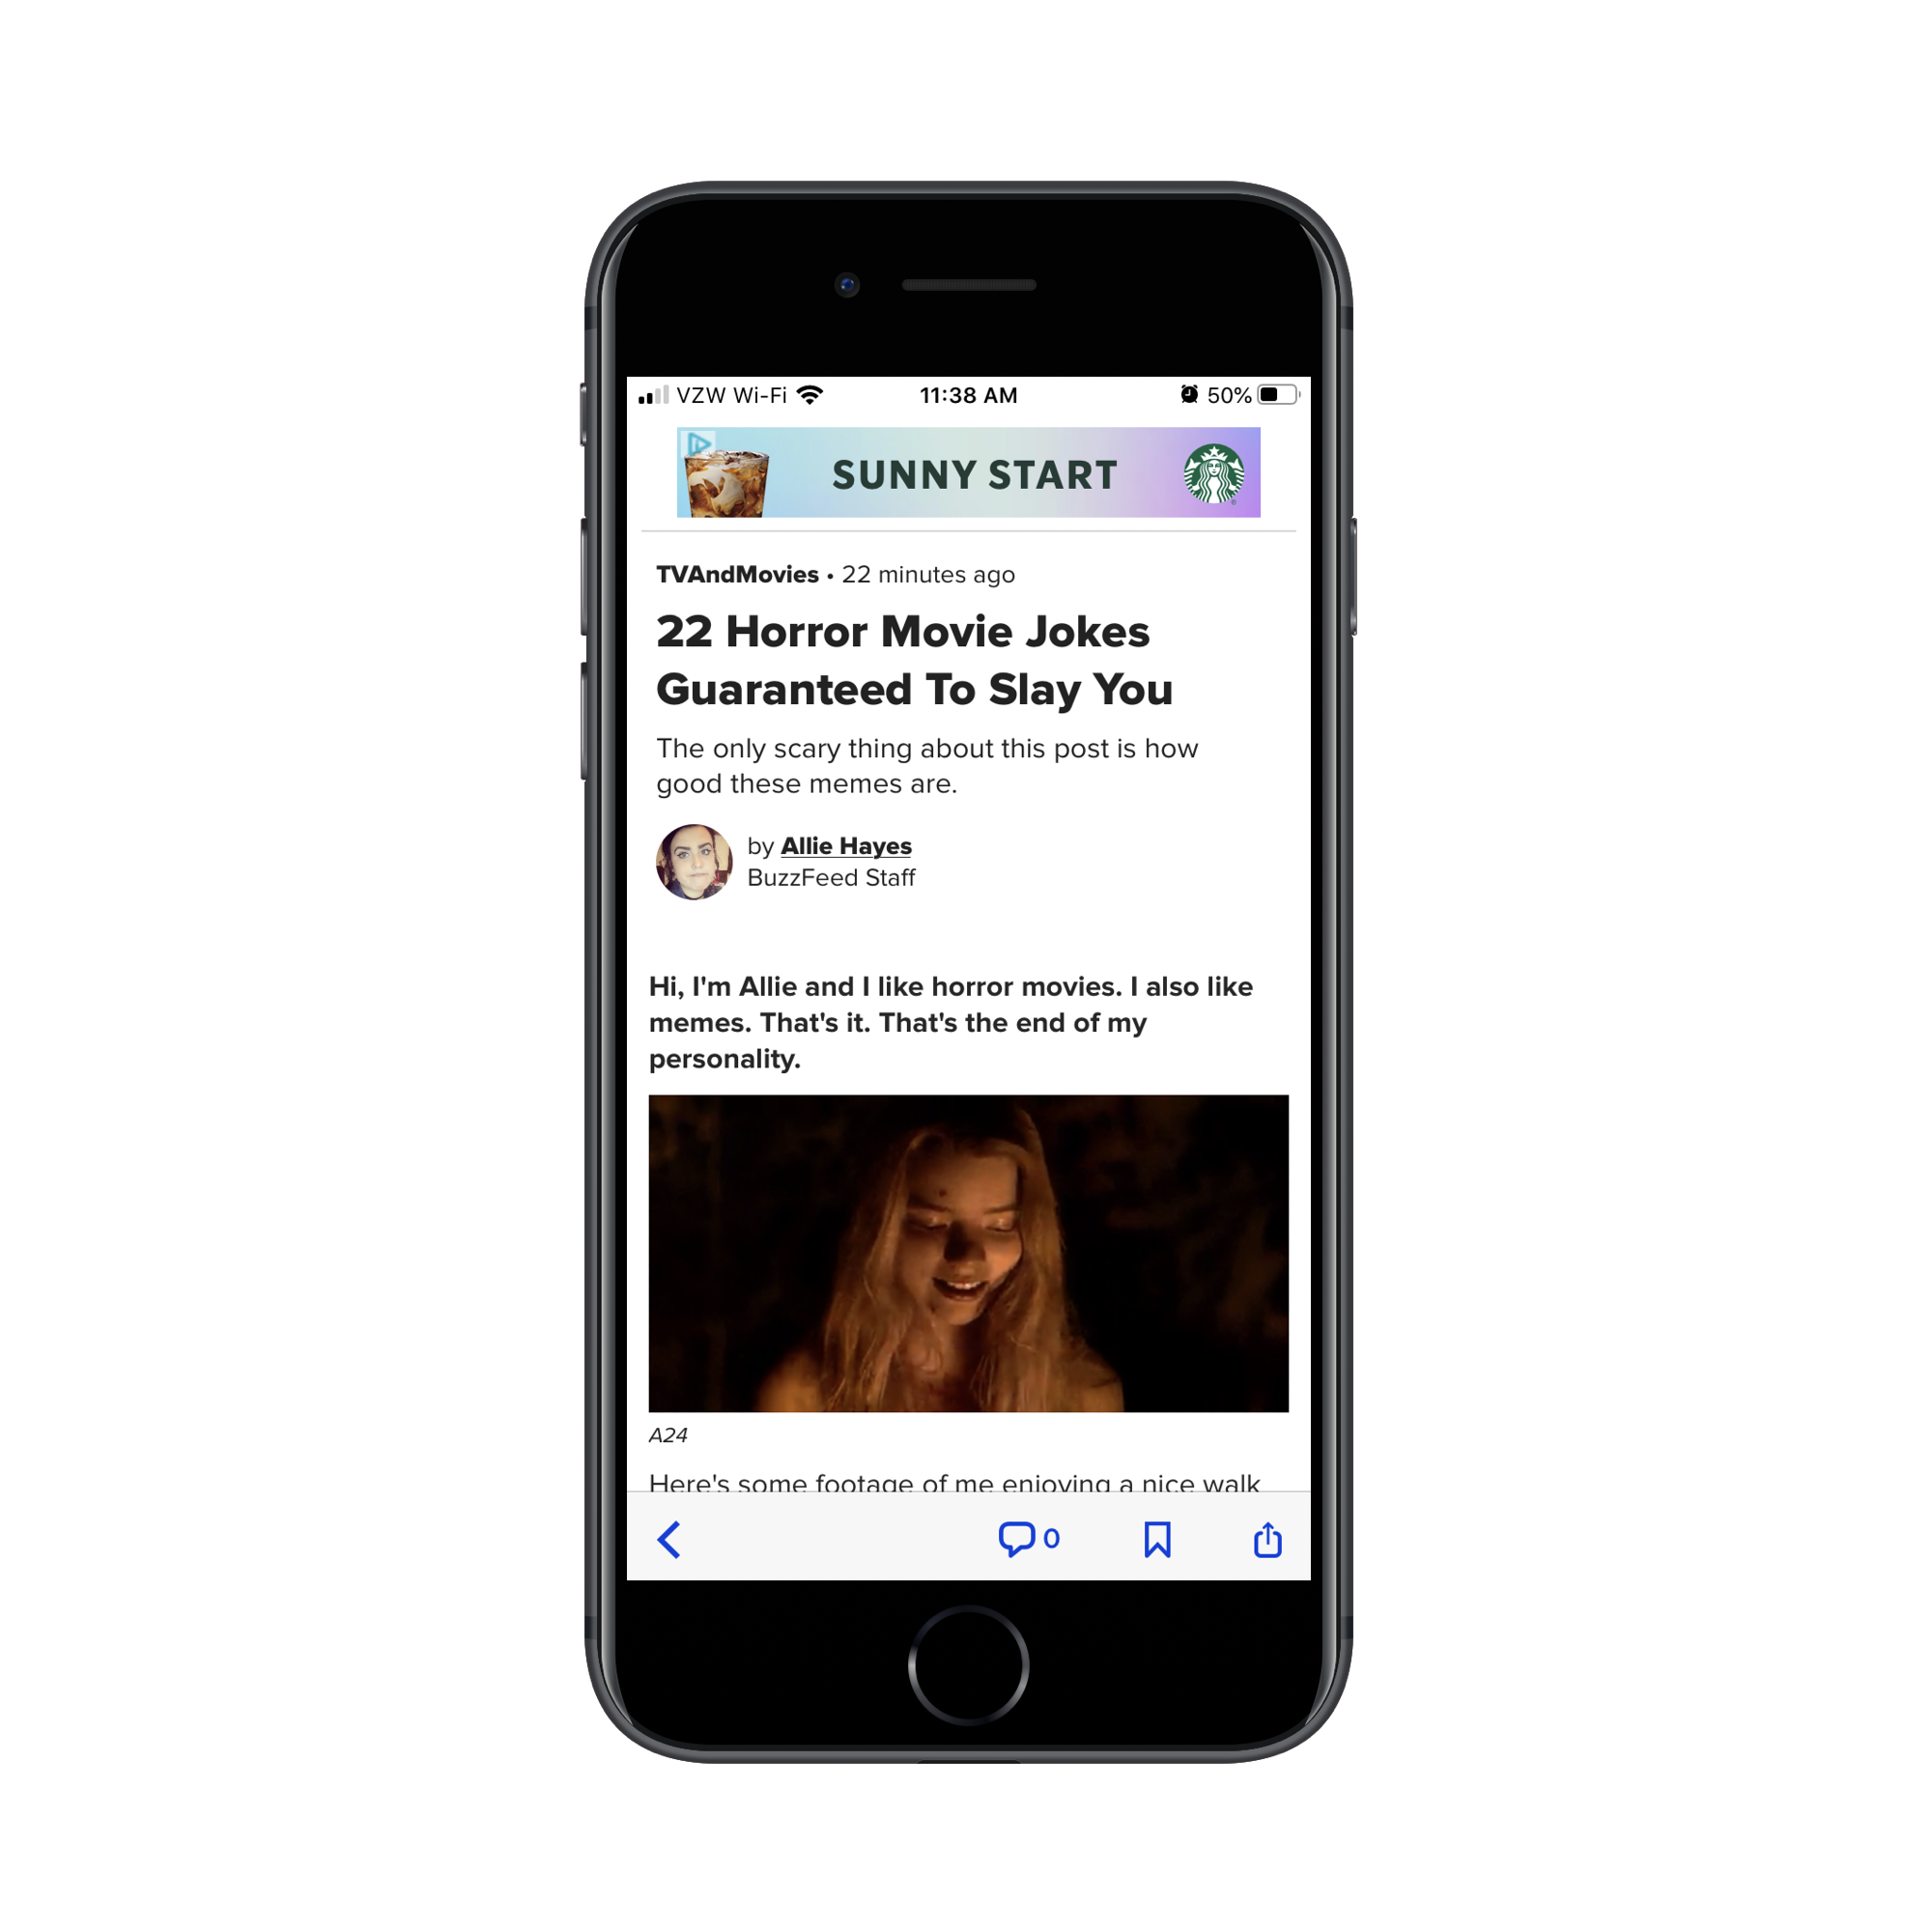 VZW Wi-Fi 11:38 AM 50%
SUNNY START
TVAndMovies • 22 minutes ago
22 Horror Movie Jokes
Guaranteed To Slay You
The only scary thing about this post is how
good these memes are.
by Allie Hayes
BuzzFeed Staff
Hi, I'm Allie and I like horror movies. I also like
memes. That's it. That's the end of my
personality.
A24
Here's some footage of me enjoying a nice walk
0